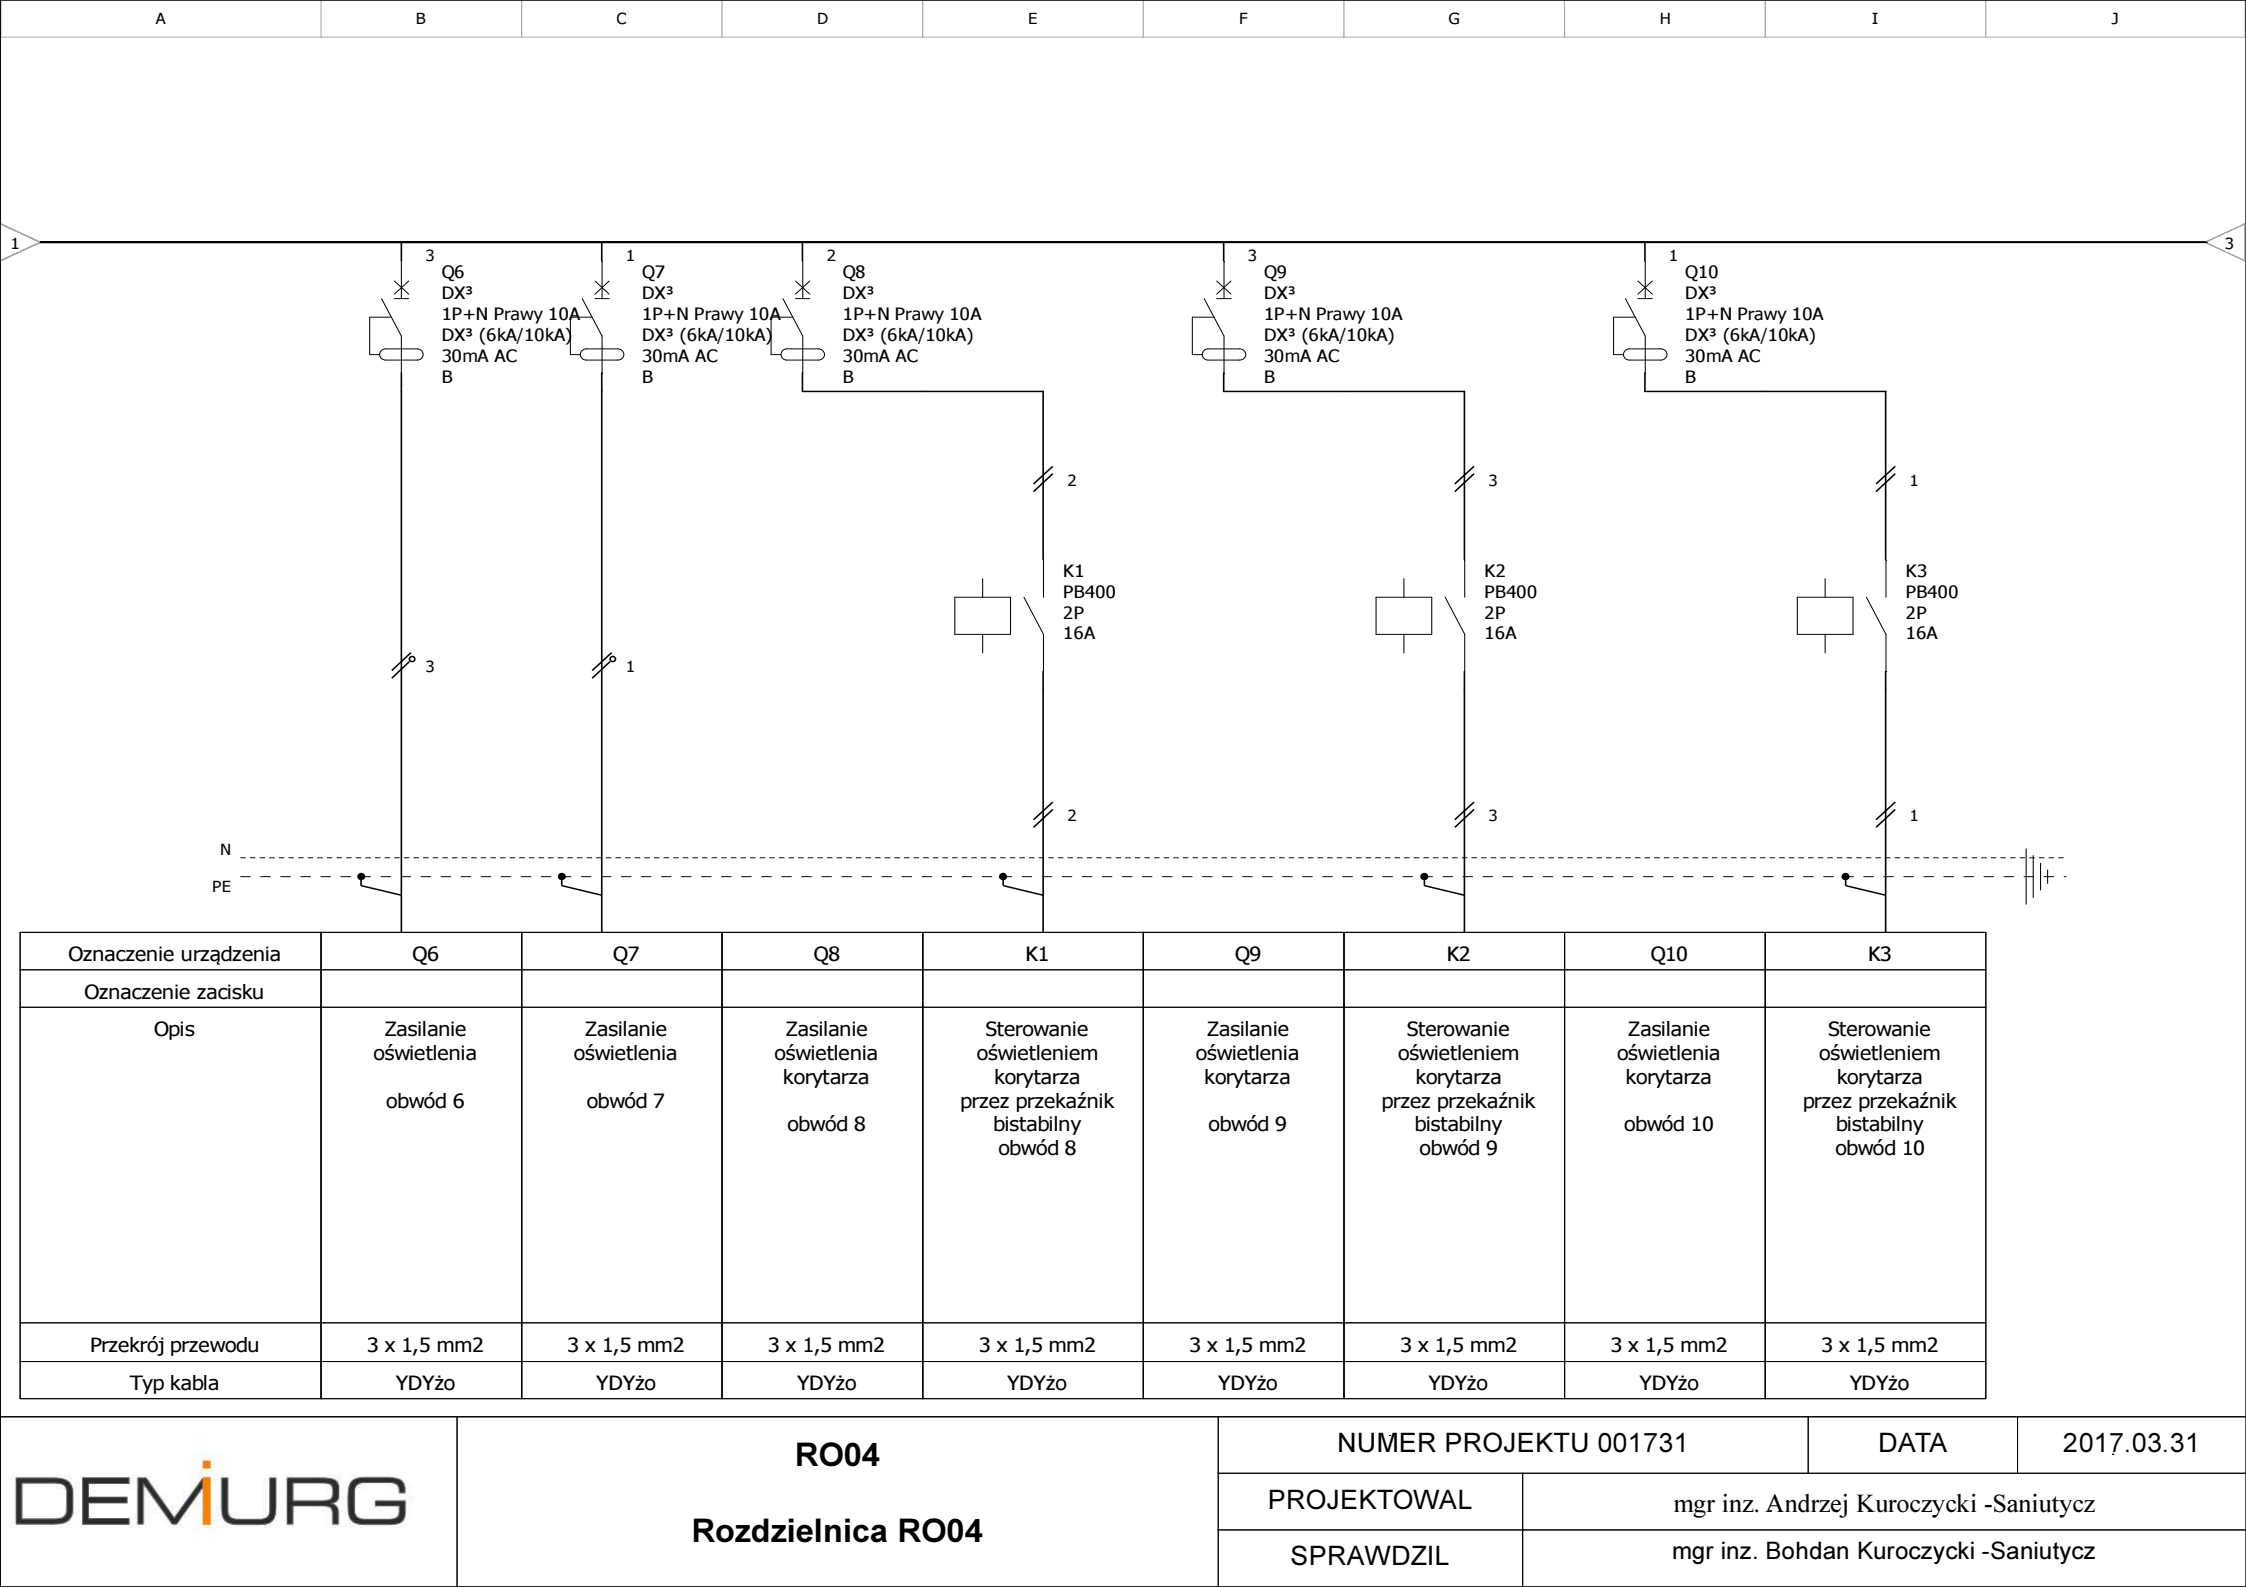 A B C D E F G H I J
1
3
3
Q6
DX³
1P+N Prawy 10A
DX³ (6kA/10kA)
30mA AC
B
1
Q7
DX³
1P+N Prawy 10A
DX³ (6kA/10kA)
30mA AC
B
2
Q8
DX³
1P+N Prawy 10A
DX³ (6kA/10kA)
30mA AC
B
3
Q9
DX³
1P+N Prawy 10A
DX³ (6kA/10kA)
30mA AC
B
1
Q10
DX³
1P+N Prawy 10A
DX³ (6kA/10kA)
30mA AC
B
2 3 1
K1
PB400
2P
16A
K2
PB400
2P
16A
K3
PB400
2P
16A
3 1
2 3 1
N
PE
Oznaczenie urządzenia Q6 Q7 Q8 K1 Q9 K2 Q10 K3
Oznaczenie zacisku
Opis
Zasilanie
oświetlenia
obwód 6
Zasilanie
oświetlenia
obwód 7
Zasilanie
oświetlenia
korytarza
obwód 8
Sterowanie
oświetleniem
korytarza
przez przekaźnik
bistabilny
obwód 8
Zasilanie
oświetlenia
korytarza
obwód 9
Sterowanie
oświetleniem
korytarza
przez przekaźnik
bistabilny
obwód 9
Zasilanie
oświetlenia
korytarza
obwód 10
Sterowanie
oświetleniem
korytarza
przez przekaźnik
bistabilny
obwód 10
Przekrój przewodu 3 x 1,5 mm2 3 x 1,5 mm2 3 x 1,5 mm2 3 x 1,5 mm2 3 x 1,5 mm2 3 x 1,5 mm2 3 x 1,5 mm2 3 x 1,5 mm2
Typ kabla YDYżo YDYżo YDYżo YDYżo YDYżo YDYżo YDYżo YDYżo
DEMiURG
RO04
Rozdzielnica RO04
NUMER PROJEKTU 001731 DATA 2017.03.31
PROJEKTOWAL mgr inz. Andrzej Kuroczycki -Saniutycz
SPRAWDZIL mgr inz. Bohdan Kuroczycki -Saniutycz